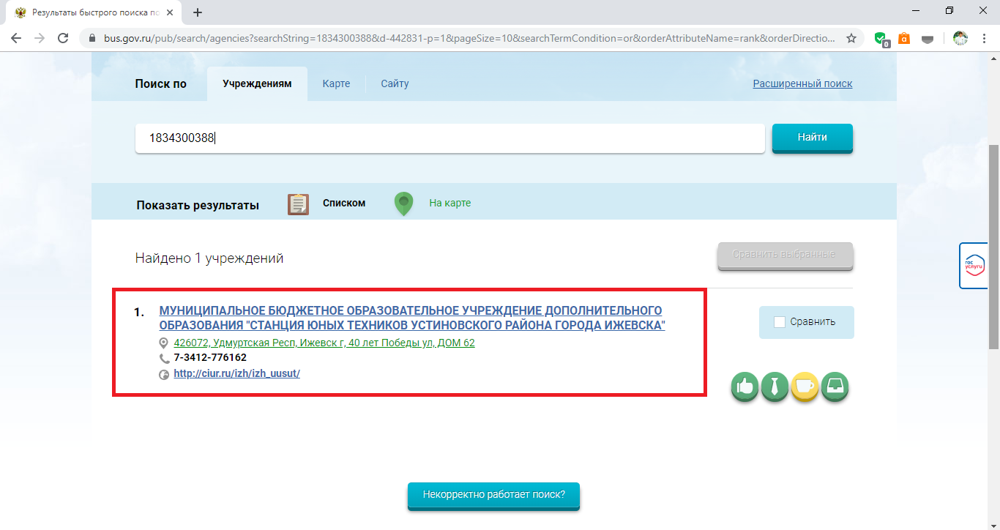 Результаты быстрого поиска по
bus.gov.ru/pub/search/agencies?searchString=1834300388&d-442831-p=1&pageSize=10&searchTermCondition=or&orderAttributeName=rank&orderDirectio...
0
a
Поиск по
Учреждениям
Карте
Сайту
Расширенный поиск
1834300388
Найти
Показать результаты
Списком
На карте
Найдено 1 учреждений
Сравнить выбранные
гос
услуги
1.
МУНИЦИПАЛЬНОЕ БЮДЖЕТНОЕ ОБРАЗОВАТЕЛЬНОЕ УЧРЕЖДЕНИЕ ДОПОЛНИТЕЛЬНОГО
ОБРАЗОВАНИЯ "СТАНЦИЯ ЮНЫХ ТЕХНИКОВ УСТИНОВСКОГО РАЙОНА ГОРОДА ИЖЕВСКА"
Сравнить
426072, Удмуртская Респ, Ижевск г, 40 лет Победы ул, ДОМ 62
7-3412-776162
http://ciur.ru/izh/izh_uusut/
Некорректно работает поиск?